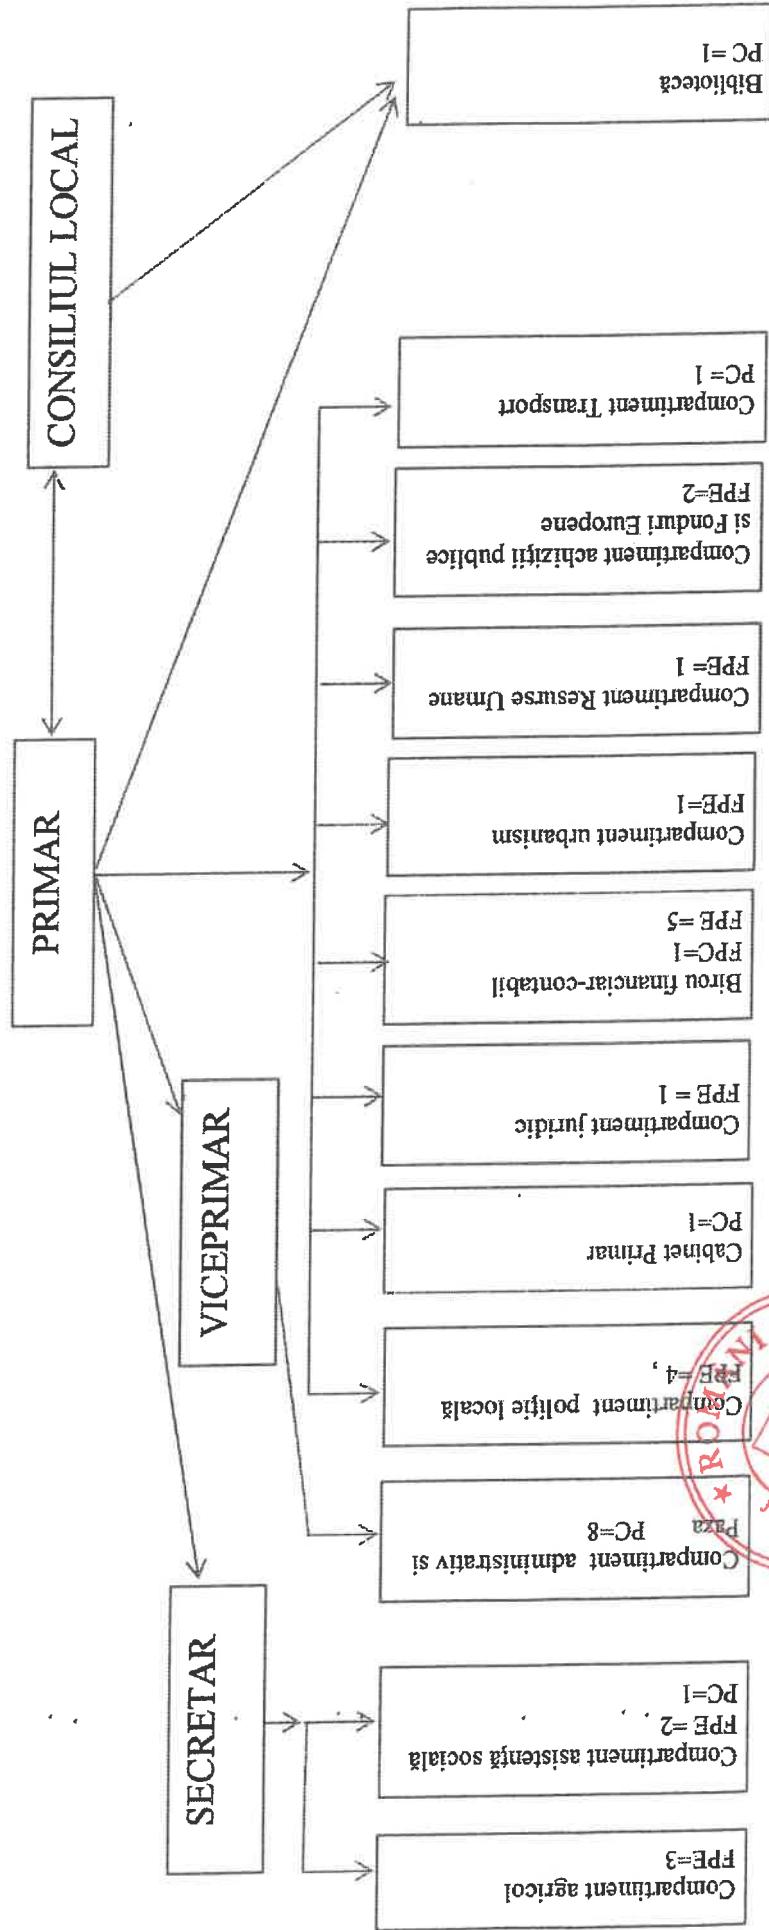 CONSILIUL LOCAL
PRIMAR
VICEPRIMAR
SECRETAR
Compartiment agricol
FPE=3
Compartiment asistență socială
FPE =2
PC=1
Compartiment administrativ si
Paza PC=8
Compartiment poliție locală
FPE =4 ,
Cabinet Primar
PC=1
Compartiment juridic
FPE = 1
Birou financiar-contabil
FPC=1
FPE =5
Compartiment urbanism
FPE=1
Compartiment Resurse Umane
FPE= 1
Compartiment achiziții publice
si Fonduri Europene
FPE=2
Compartiment Transport
PC= 1
Bibliotecă
PC =1
★ ROMÂNI